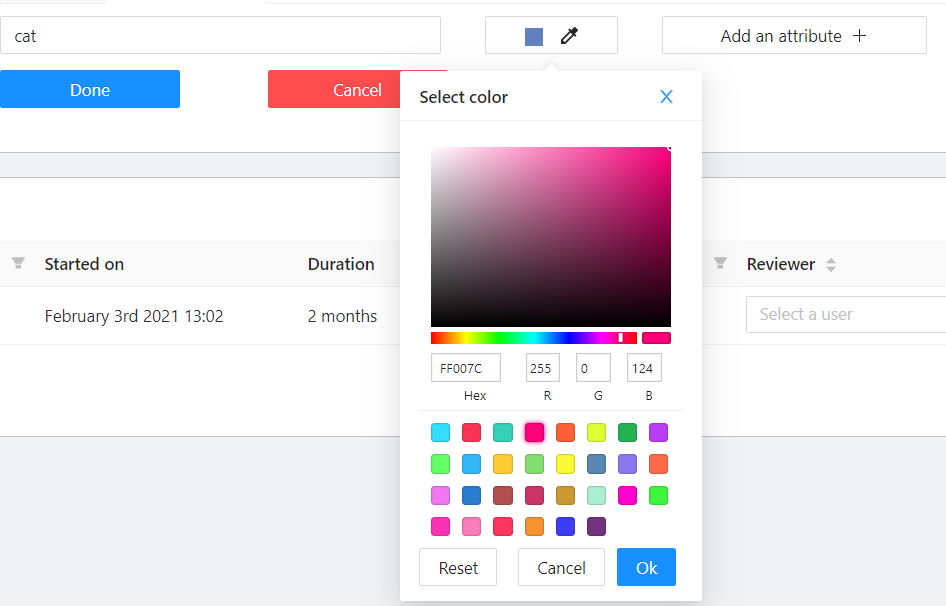 cat
Add an attribute
Done
Cancel
Select color
X
Started on
Duration
Reviewer
February 3rd 2021 13:02
2 months
Select a user
FF007C
255
0
124
Hex
R
G
B
Reset
Cancel
Ok